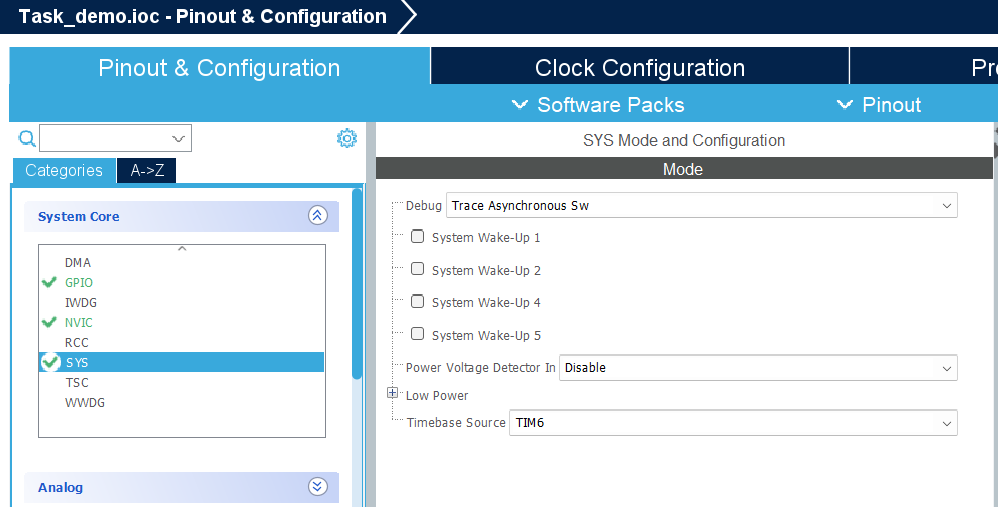 Task_demo.ioc - Pinout & Configuration
Pinout & Configuration
Clock Configuration
Software Packs
Pinout
SYS Mode and Configuration
Mode
Categories
A->Z
System Core
DMA
GPIO
IWDG
NVIC
RCC
SYS
TSC
WWDG
Analog
Debug Trace Asynchronous Sw
System Wake-Up 1
System Wake-Up 2
System Wake-Up 4
System Wake-Up 5
Power Voltage Detector In Disable
Low Power
Timebase Source TIM6